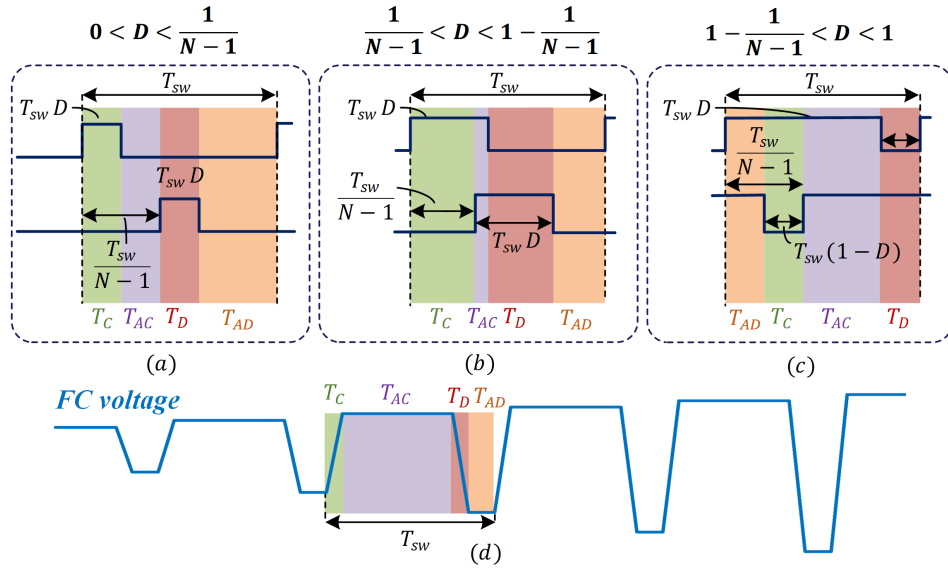 0 < D < 1/(N − 1)
1/(N − 1) < D < 1 − 1/(N − 1)
1 − 1/(N − 1) < D < 1
T_sw
T_sw D
T_sw D
T_sw/(N − 1)
T_C T_AC T_D T_AD
(a)
T_sw
T_sw D
T_sw/(N − 1)
T_sw D
T_C T_AC T_D T_AD
(b)
T_sw
T_sw D
T_sw/(N − 1)
T_sw (1 − D)
T_AD T_C T_AC T_D
(c)
FC voltage
T_C T_AC T_D T_AD
T_sw
(d)